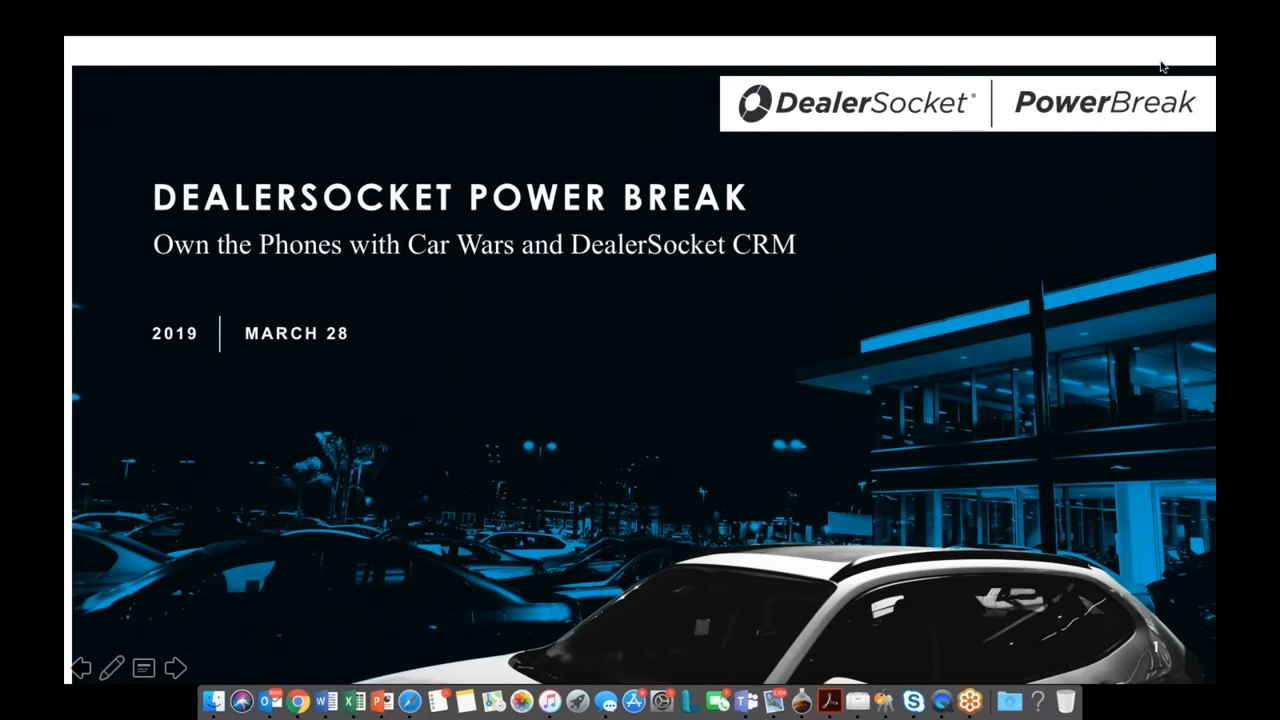 DealerSocket® | PowerBreak
DEALERSOCKET POWER BREAK
Own the Phones with Car Wars and DealerSocket CRM
2019 | MARCH 28